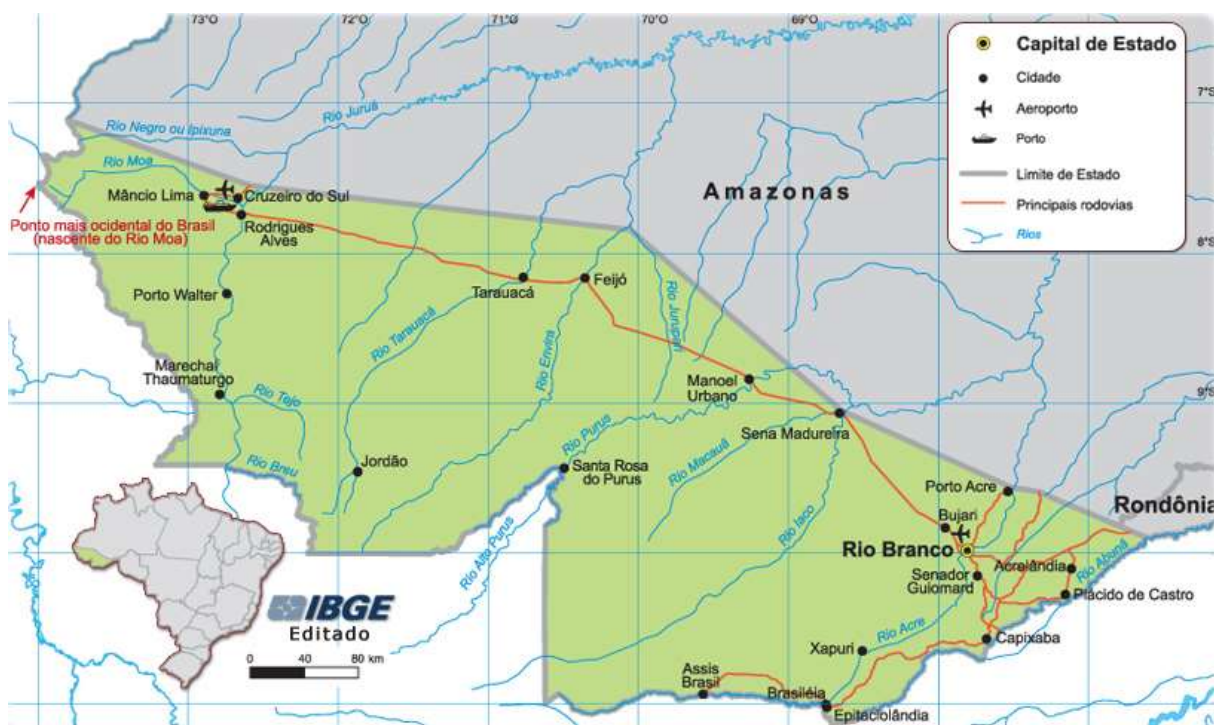 73°O
72°O
71°O
70°O
69°O
Capital de Estado
Cidade
Aeroporto
Porto
Limite de Estado
Principais rodovias
Rios
7°S
8°S
9°S
Amazonas
Rondônia
Rio Juruá
Rio Negro ou Ipixuna
Rio Moa
Mâncio Lima
Cruzeiro do Sul
Ponto mais ocidental do Brasil
(nascente do Rio Moa)
Rodrigues
Alves
Porto Walter
Tarauacá
Feijó
Rio Tarauacá
Rio Envira
Rio Jurupari
Marechal
Thaumaturgo
Rio Tejo
Manoel
Urbano
Sena Madureira
Rio Purus
Rio Macauã
Rio Breu
Jordão
Santa Rosa
do Purus
Rio Iaco
Porto Acre
Bujari
Rio Branco
Rio Alto Purus
Senador
Guiomard
Acrelândia
Rio Abunã
Plácido de Castro
IBGE
Editado
0 40 80 km
Rio Acre
Capixaba
Xapuri
Assis
Brasil
Brasiléia
Epitaciolândia